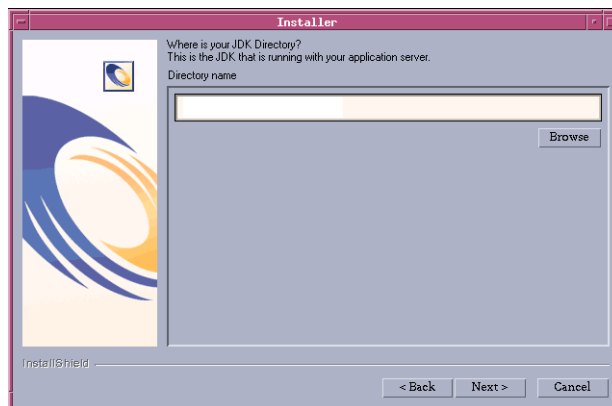 Installer
Where is your JDK Directory?
This is the JDK that is running with your application server.
Directory name
Browse
InstallShield
< Back
Next >
Cancel